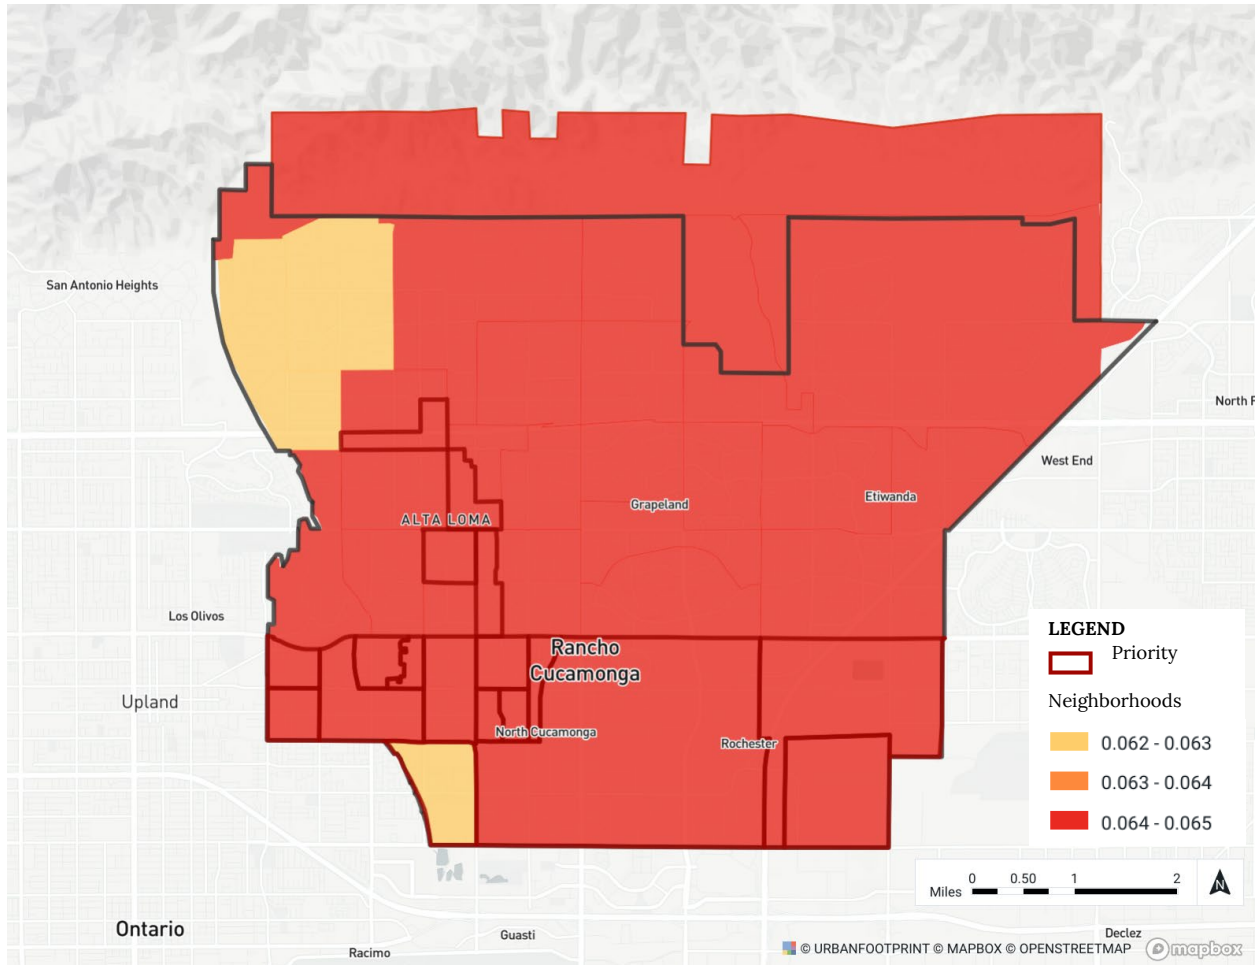 San Antonio Heights
North F
West End
Etiwanda
Grapeland
ALTA LOMA
Los Olivos
LEGEND
Priority
Rancho
Cucamonga
Neighborhoods
Upland
North Cucamonga
Rochester
0.062 - 0.063
0.063 - 0.064
0.064 - 0.065
0 0.50 1 2
Miles
N
Ontario
Guasti
Declez
Racimo
© URBANFOOTPRINT © MAPBOX © OPENSTREETMAP
mapbox